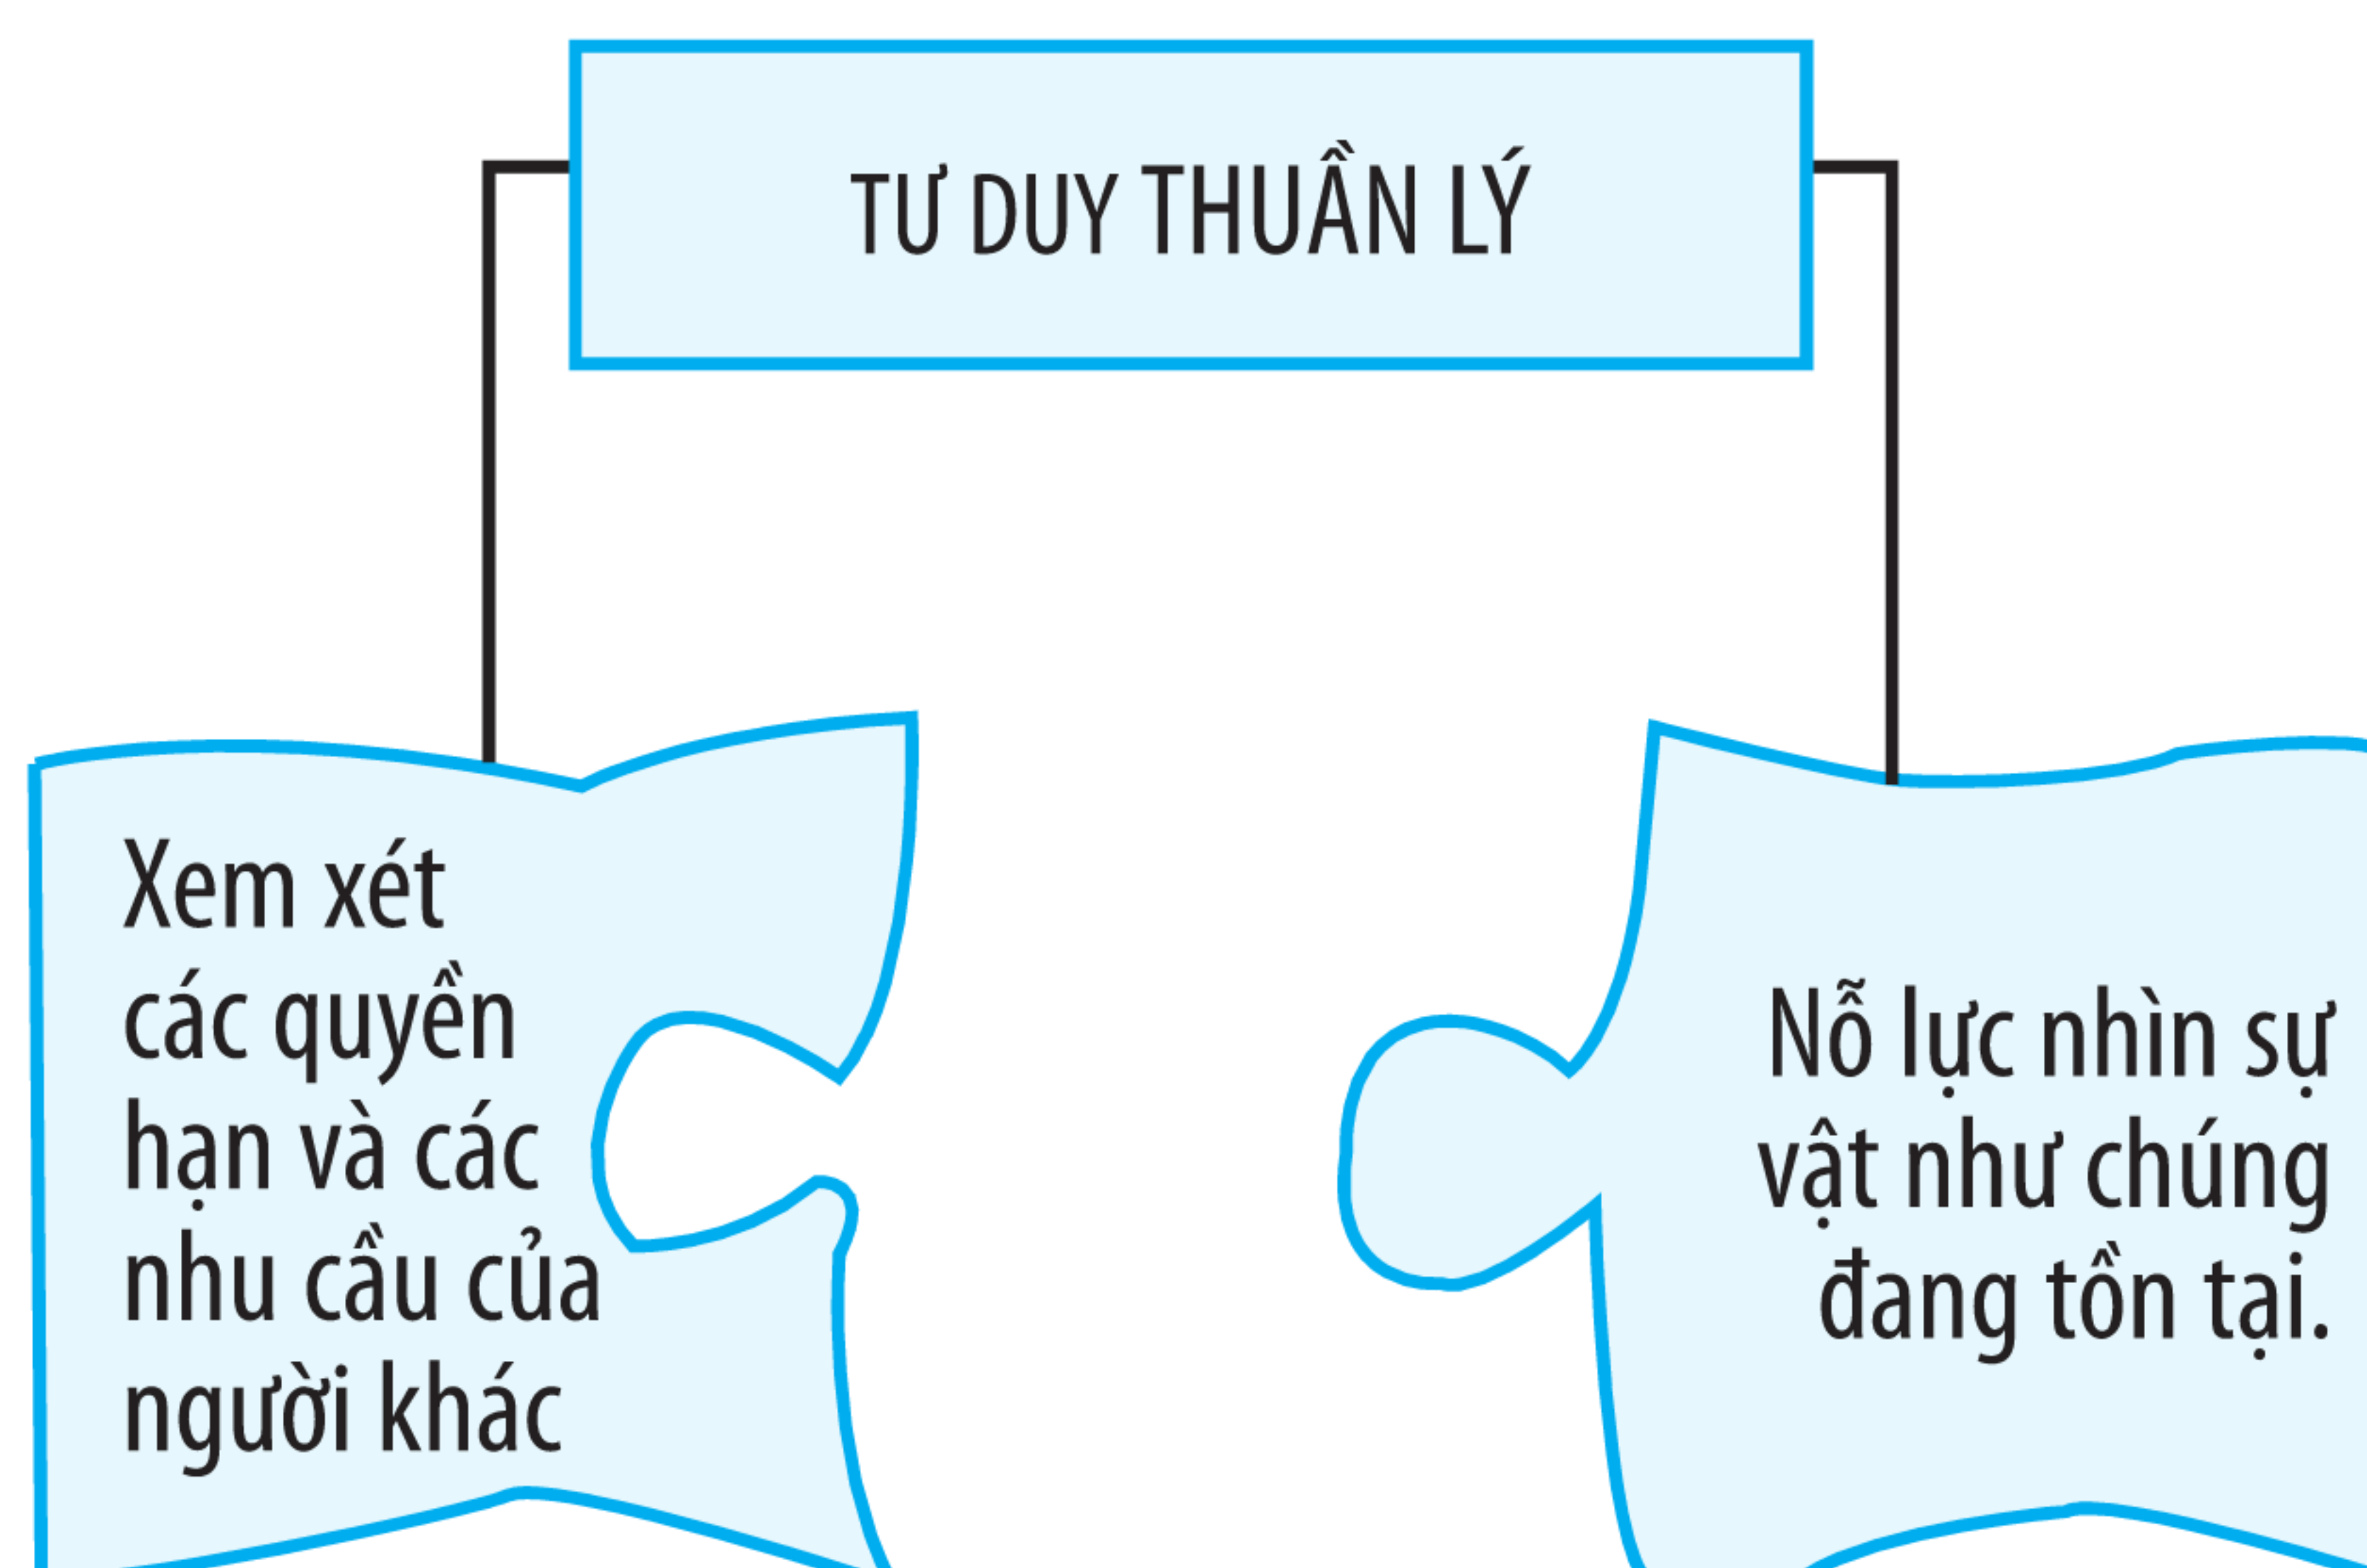 TƯ DUY THUẦN LÝ
Xem xét
các quyền
hạn và các
nhu cầu của
người khác
Nỗ lực nhìn sự
vật như chúng
đang tồn tại.